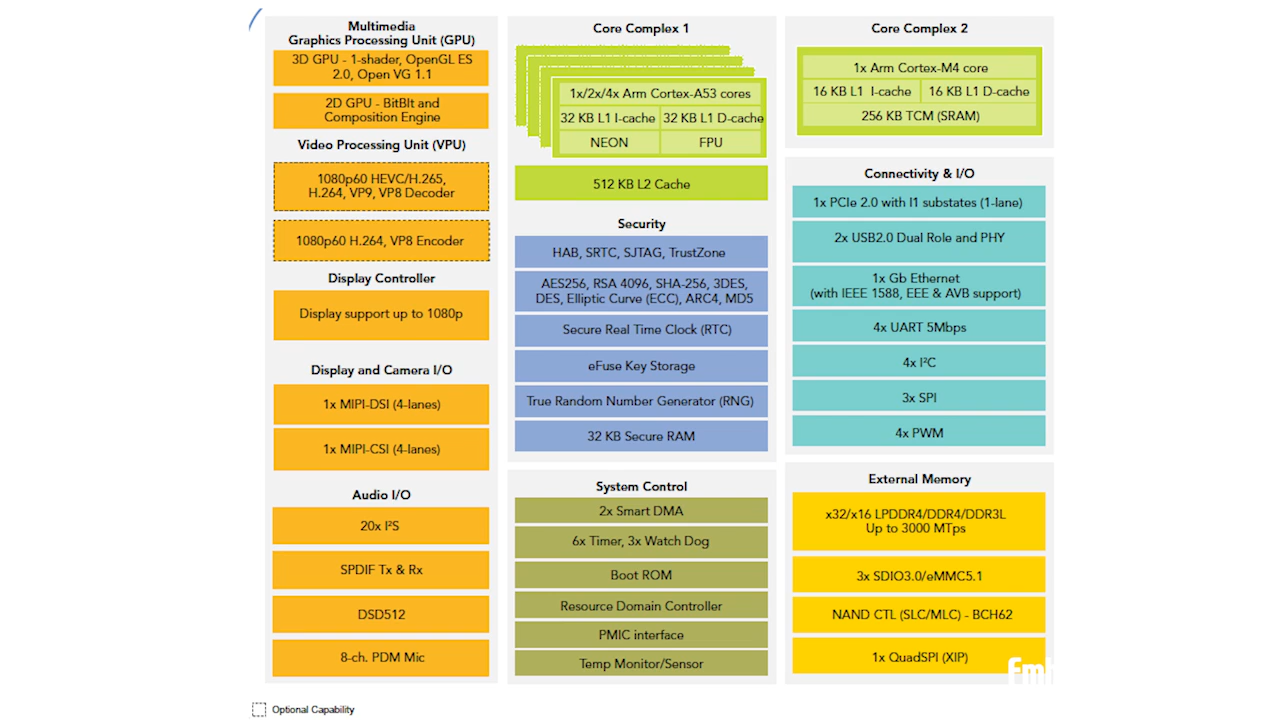 Multimedia
Graphics Processing Unit (GPU)
3D GPU - 1-shader, OpenGL ES
2.0, Open VG 1.1
2D GPU - BitBlt and
Composition Engine
Video Processing Unit (VPU)
1080p60 HEVC/H.265,
H.264, VP9, VP8 Decoder
1080p60 H.264, VP8 Encoder
Display Controller
Display support up to 1080p
Display and Camera I/O
1x MIPI-DSI (4-lanes)
1x MIPI-CSI (4-lanes)
Audio I/O
20x I²S
SPDIF Tx & Rx
DSD512
8-ch. PDM Mic
Core Complex 1
1x/2x/4x Arm Cortex-A53 cores
32 KB L1 I-cache
32 KB L1 D-cache
NEON
FPU
512 KB L2 Cache
Security
HAB, SRTC, SJTAG, TrustZone
AES256, RSA 4096, SHA-256, 3DES,
DES, Elliptic Curve (ECC), ARC4, MD5
Secure Real Time Clock (RTC)
eFuse Key Storage
True Random Number Generator (RNG)
32 KB Secure RAM
System Control
2x Smart DMA
6x Timer, 3x Watch Dog
Boot ROM
Resource Domain Controller
PMIC interface
Temp Monitor/Sensor
Core Complex 2
1x Arm Cortex-M4 core
16 KB L1 I-cache
16 KB L1 D-cache
256 KB TCM (SRAM)
Connectivity & I/O
1x PCIe 2.0 with l1 substates (1-lane)
2x USB2.0 Dual Role and PHY
1x Gb Ethernet
(with IEEE 1588, EEE & AVB support)
4x UART 5Mbps
4x I²C
3x SPI
4x PWM
External Memory
x32/x16 LPDDR4/DDR4/DDR3L
Up to 3000 MTps
3x SDIO3.0/eMMC5.1
NAND CTL (SLC/MLC) - BCH62
1x QuadSPI (XIP)
Optional Capability